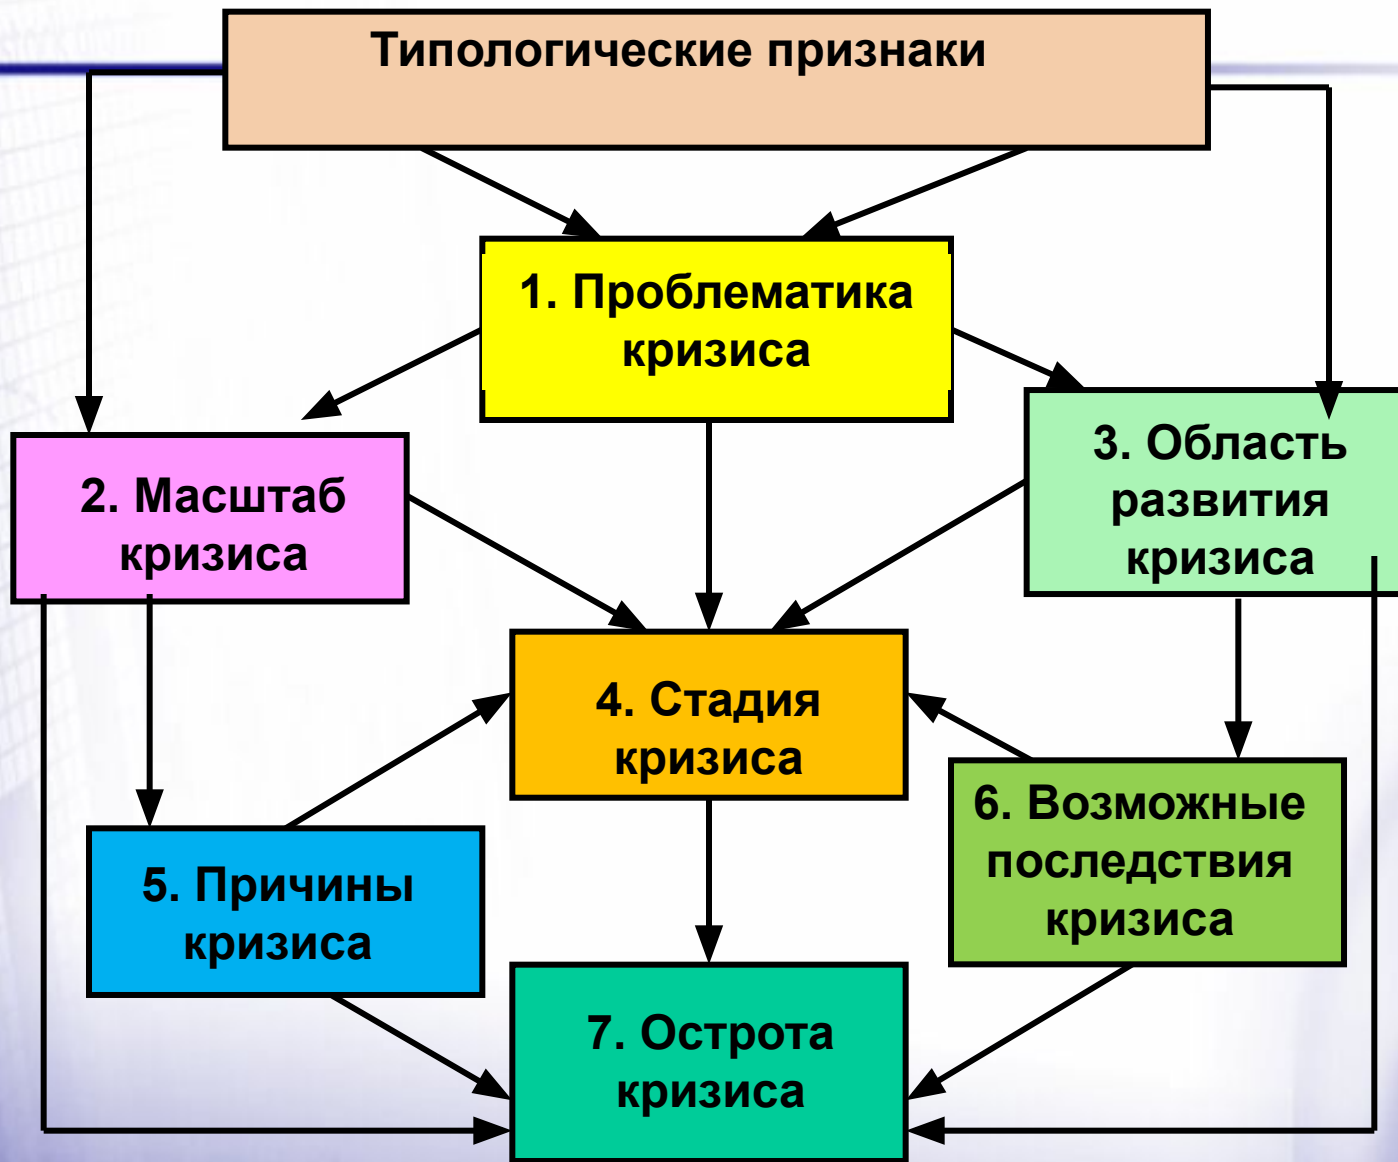 Типологические признаки
1. Проблематика
кризиса
2. Масштаб
кризиса
3. Область
развития
кризиса
4. Стадия
кризиса
5. Причины
кризиса
6. Возможные
последствия
кризиса
7. Острота
кризиса